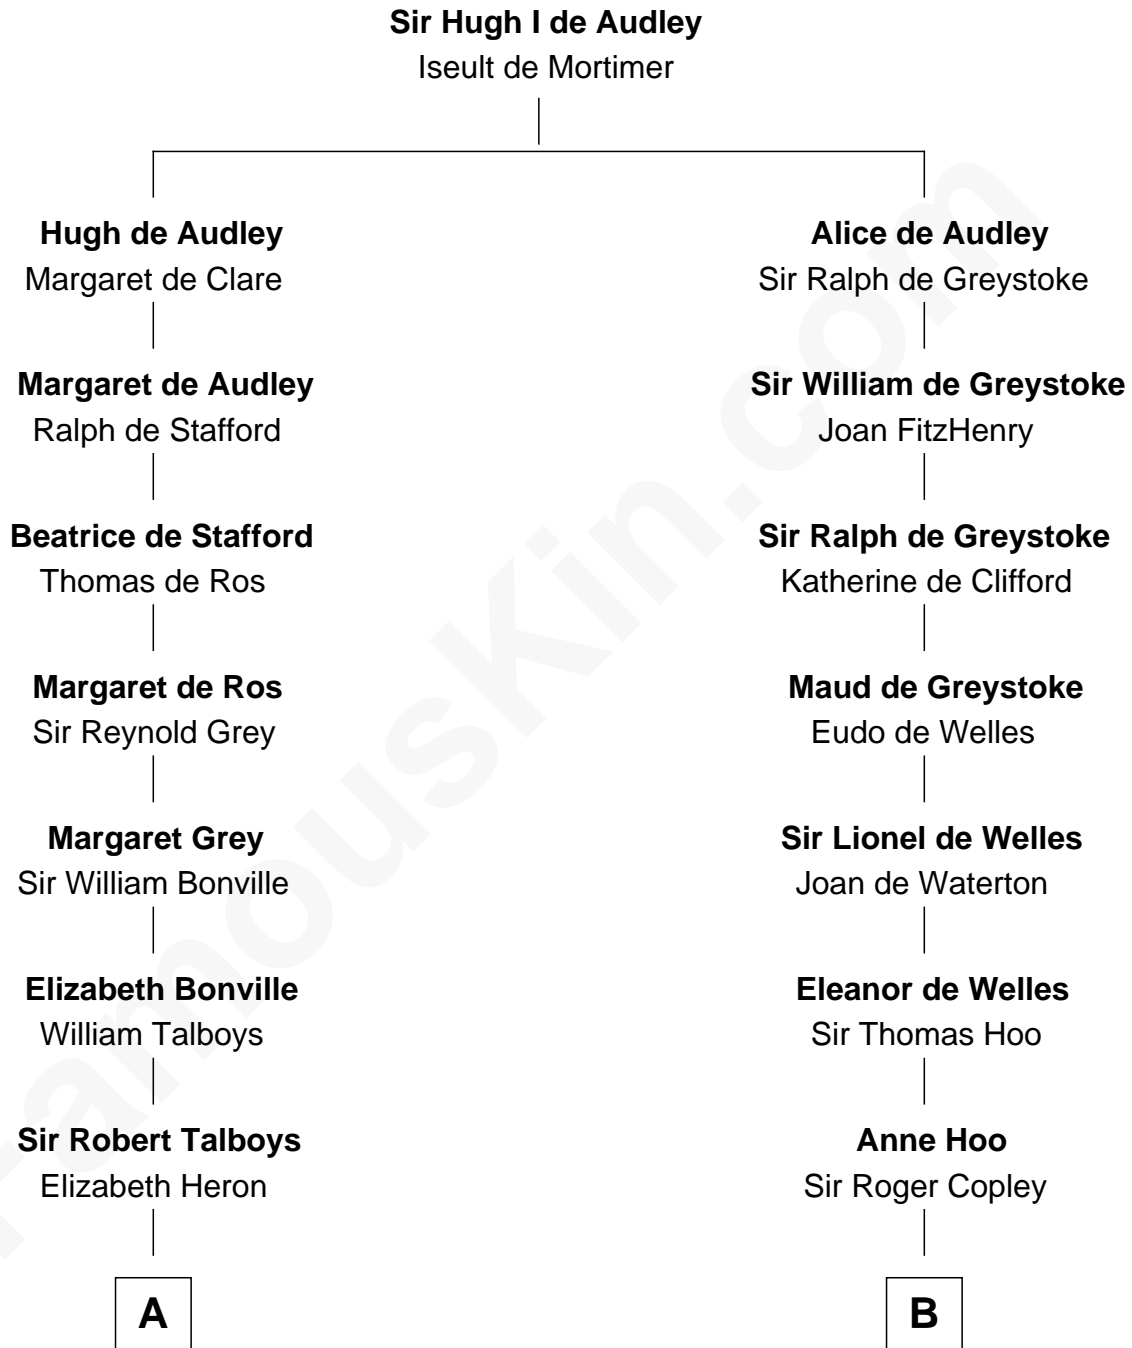 Sir Hugh I de Audley
Iseult de Mortimer
Hugh de Audley
Margaret de Clare
Alice de Audley
Sir Ralph de Greystoke
Margaret de Audley
Ralph de Stafford
Sir William de Greystoke
Joan FitzHenry
Beatrice de Stafford
Thomas de Ros
Sir Ralph de Greystoke
Katherine de Clifford
Margaret de Ros
Sir Reynold Grey
Maud de Greystoke
Eudo de Welles
Margaret Grey
Sir William Bonville
Sir Lionel de Welles
Joan de Waterton
Elizabeth Bonville
William Talboys
Eleanor de Welles
Sir Thomas Hoo
Sir Robert Talboys
Elizabeth Heron
Anne Hoo
Sir Roger Copley
A
B
FamousKin.com